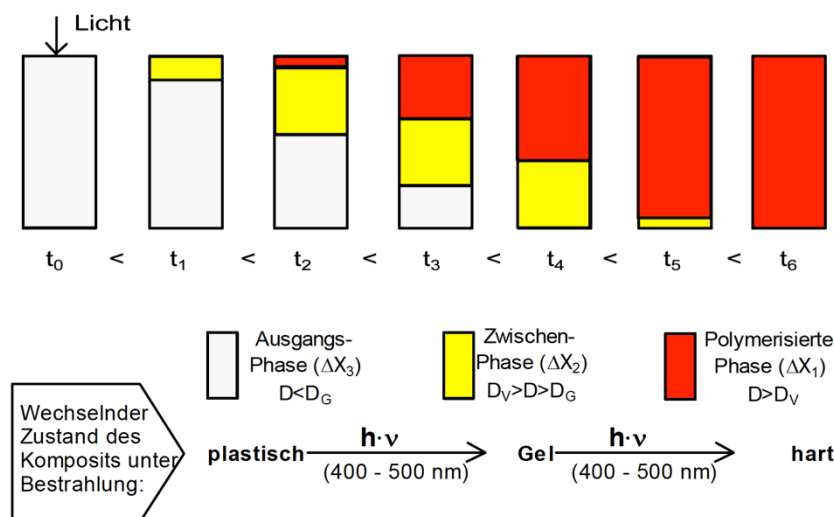 Licht
t0 < t1 < t2 < t3 < t4 < t5 < t6
Ausgangs-
Phase (ΔX3)
D<DG
Zwischen-
Phase (ΔX2)
DV>D>DG
Polymerisierte
Phase (ΔX1)
D>DV
Wechselnder
Zustand des
Komposits unter
Bestrahlung:
plastisch h·ν Gel h·ν hart
(400 - 500 nm) (400 - 500 nm)